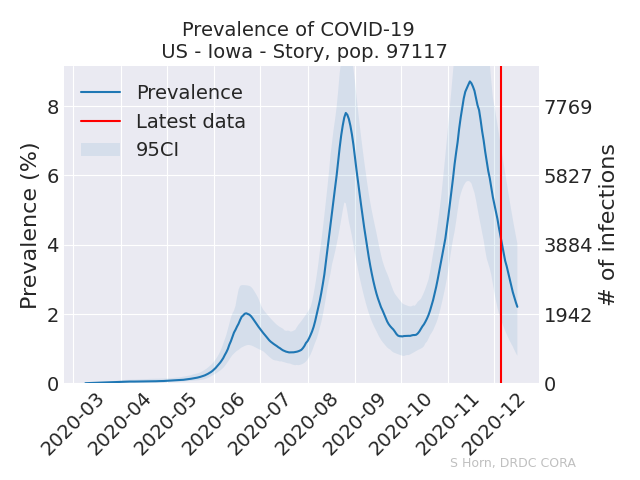 Prevalence of COVID-19
US - Iowa - Story, pop. 97117
Prevalence
Latest data
95CI
Prevalence (%)
8
6
4
2
0
7769
5827
3884
1942
0
# of infections
2020-03
2020-04
2020-05
2020-06
2020-07
2020-08
2020-09
2020-10
2020-11
2020-12
S Horn, DRDC CORA